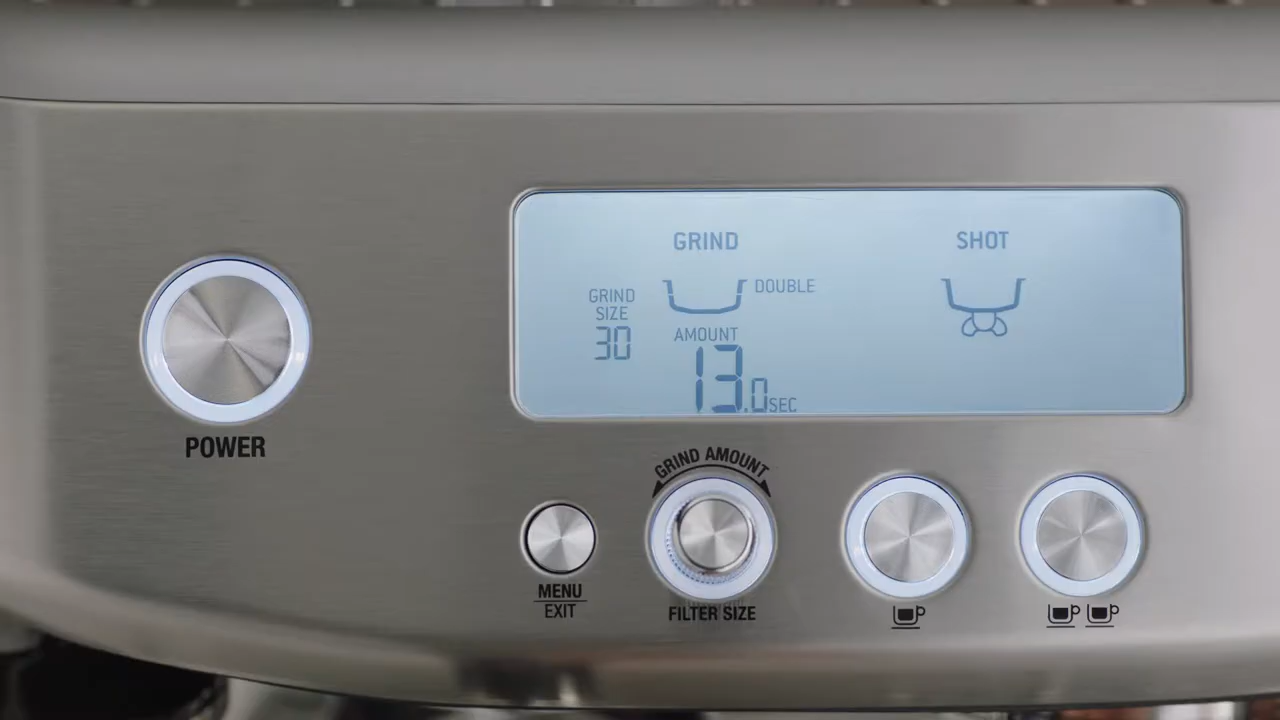 GRIND
SHOT
DOUBLE
GRIND
SIZE
30
AMOUNT
13.0SEC
POWER
GRIND AMOUNT
MENU
EXIT
FILTER SIZE